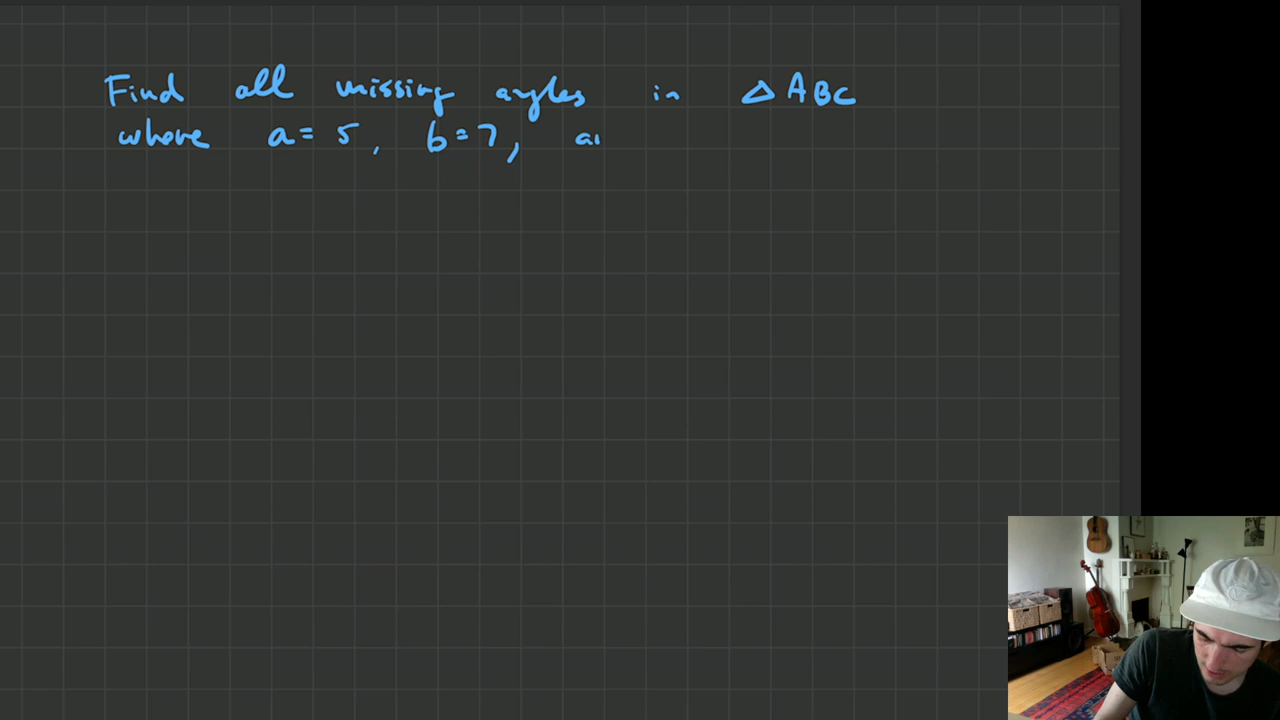 Find all missing angles in △ABC
where a = 5, b = 7, a